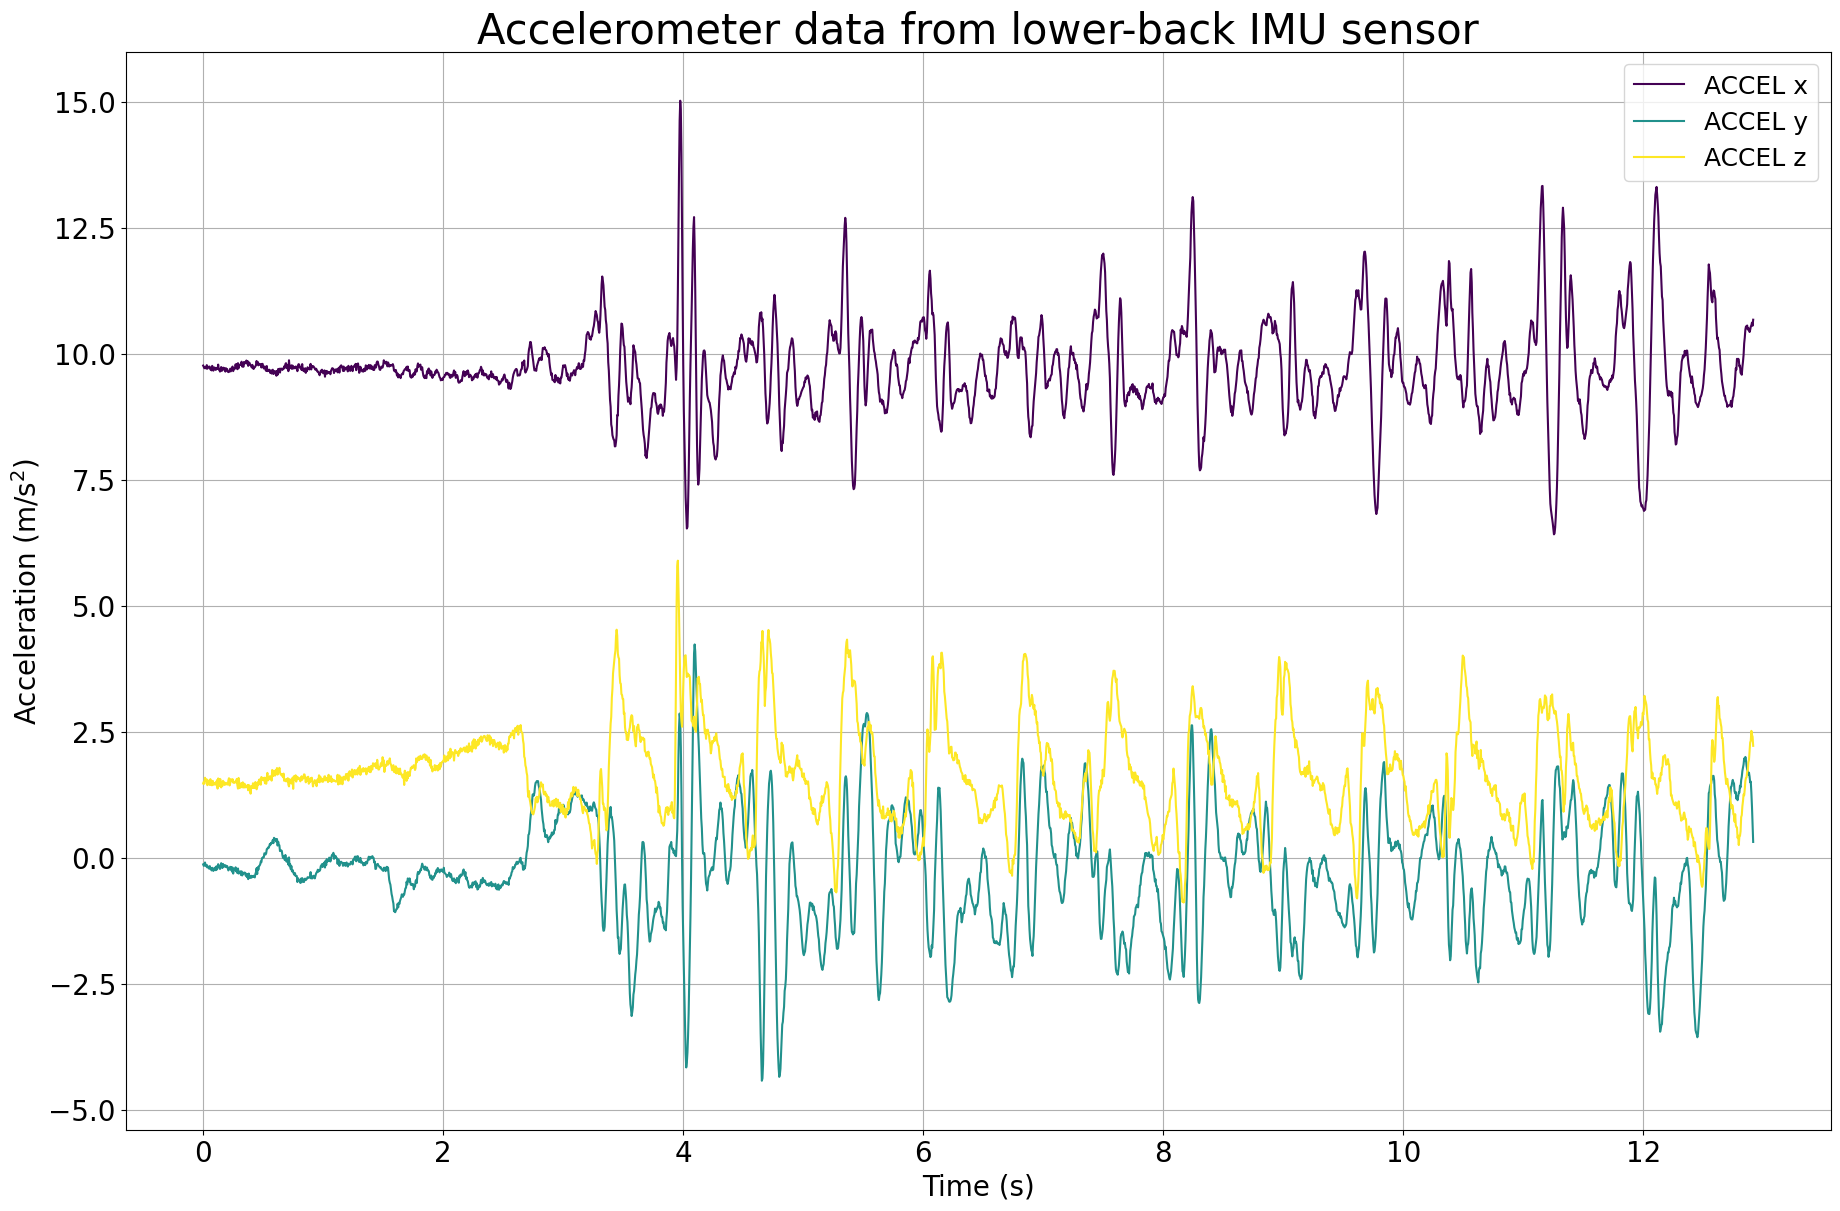 Accelerometer data from lower-back IMU sensor
ACCEL x
ACCEL y
ACCEL z
Acceleration (m/s²)
15.0
12.5
10.0
7.5
5.0
2.5
0.0
−2.5
−5.0
0 2 4 6 8 10 12
Time (s)